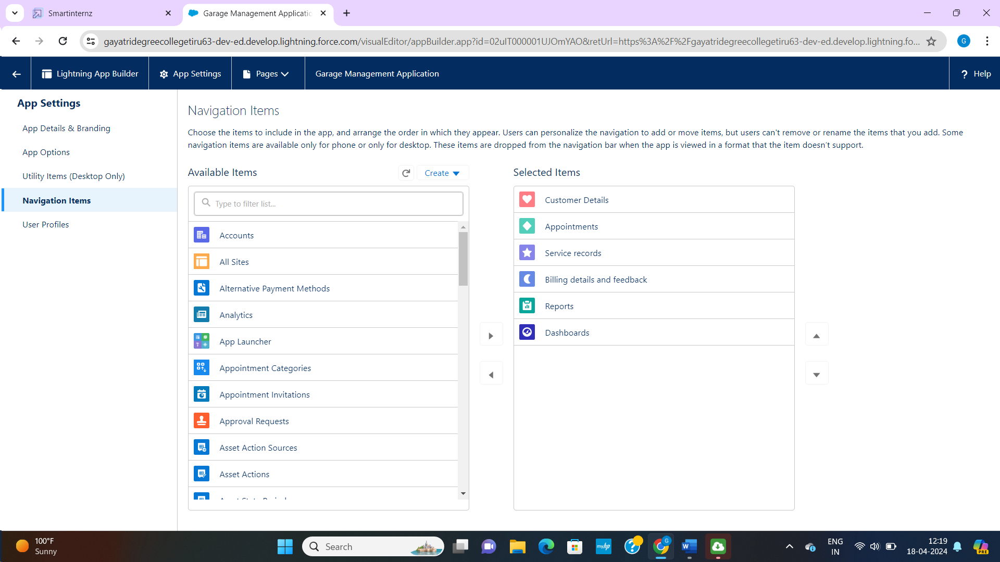 Smartinternz
Garage Management Applicatic
gayatridegreecollegetiru63-dev-ed.develop.lightning.force.com/visualEditor/appBuilder.app?id=02uIT000001UJOmYAO&retUrl=https%3A%2F%2Fgayatridegreecollegetiru63-dev-ed.develop.lightning.fo...
G
Lightning App Builder
App Settings
Pages
Garage Management Application
? Help
App Settings
App Details & Branding
App Options
Utility Items (Desktop Only)
Navigation Items
User Profiles
Navigation Items
Choose the items to include in the app, and arrange the order in which they appear. Users can personalize the navigation to add or move items, but users can't remove or rename the items that you add. Some
navigation items are available only for phone or only for desktop. These items are dropped from the navigation bar when the app is viewed in a format that the item doesn't support.
Available Items
Create
Type to filter list...
Accounts
All Sites
Alternative Payment Methods
Analytics
App Launcher
Appointment Categories
Appointment Invitations
Approval Requests
Asset Action Sources
Asset Actions
Selected Items
Customer Details
Appointments
Service records
Billing details and feedback
Reports
Dashboards
100°F
Sunny
Search
myhp
G
W
ENG
IN
12:19
18-04-2024
PRE